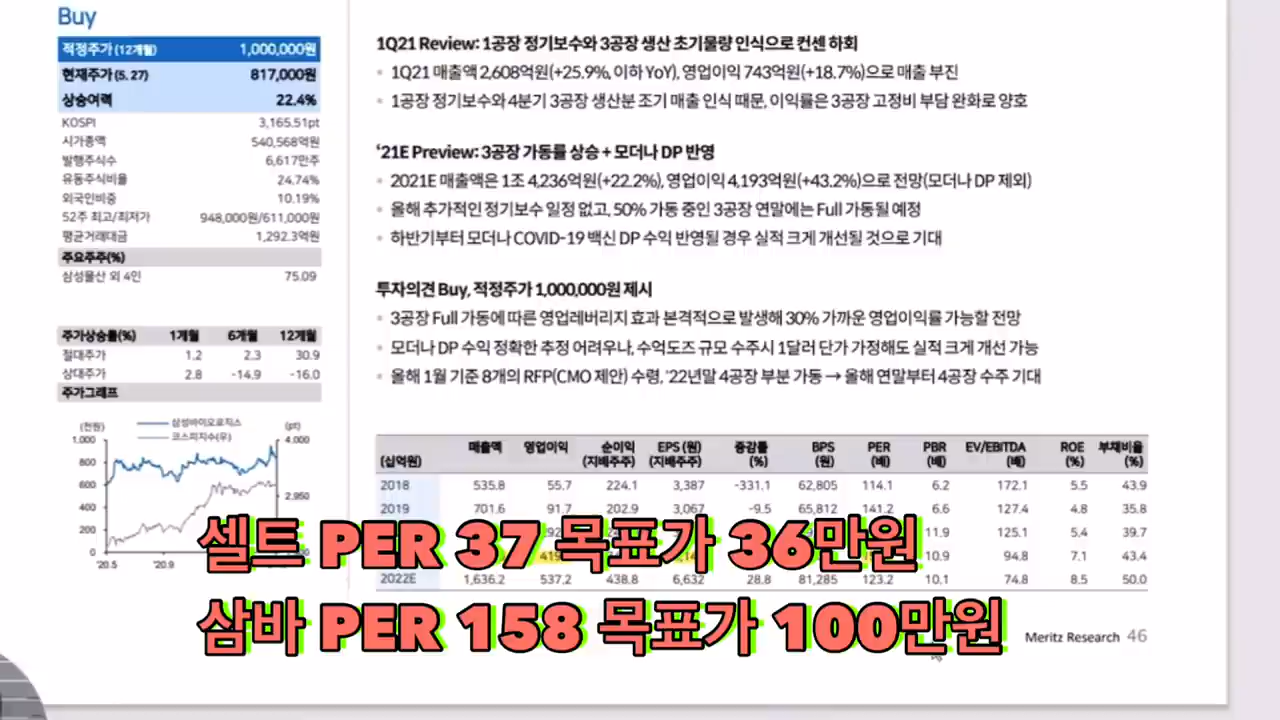 Buy
적정주가 (12개월) 1,000,000원
현재주가 (5. 27) 817,000원
상승여력 22.4%
KOSPI 3,165.51pt
시가총액 540,568억원
발행주식수 6,617만주
유동주식비율 24.74%
외국인비중 10.19%
52주 최고/최저가 948,000원/611,000원
평균거래대금 1,292.3억원
주요주주(%)
삼성물산 외 4인 75.09
주가상승률(%) 1개월 6개월 12개월
절대주가 1.2 2.3 30.9
상대주가 2.8 -14.9 -16.0
주가그래프
(천원) 삼성바이오로직스 (pt)
코스피지수(우)
1,000 4,000
800
600 2,950
400
200
0
'20.5 '20.9
1Q21 Review: 1공장 정기보수와 3공장 생산 초기물량 인식으로 컨센 하회
• 1Q21 매출액 2,608억원(+25.9%, 이하 YoY), 영업이익 743억원(+18.7%)으로 매출 부진
• 1공장 정기보수와 4분기 3공장 생산분 조기 매출 인식 때문, 이익률은 3공장 고정비 부담 완화로 양호
‘21E Preview: 3공장 가동률 상승 + 모더나 DP 반영
• 2021E 매출액은 1조 4,236억원(+22.2%), 영업이익 4,193억원(+43.2%)으로 전망(모더나 DP 제외)
• 올해 추가적인 정기보수 일정 없고, 50% 가동 중인 3공장 연말에는 Full 가동될 예정
• 하반기부터 모더나 COVID-19 백신 DP 수익 반영될 경우 실적 크게 개선될 것으로 기대
투자의견 Buy, 적정주가 1,000,000원 제시
• 3공장 Full 가동에 따른 영업레버리지 효과 본격적으로 발생해 30% 가까운 영업이익률 가능할 전망
• 모더나 DP 수익 정확한 추정 어려우나, 수억도즈 규모 수주시 1달러 단가 가정해도 실적 크게 개선 가능
• 올해 1월 기준 8개의 RFP(CMO 제안) 수령, ’22년말 4공장 부분 가동 → 올해 연말부터 4공장 수주 기대
매출액 영업이익 순이익 EPS (원) 증감률 BPS PER PBR EV/EBITDA ROE 부채비율
(십억원) (지배주주) (지배주주) (%) (원) (배) (배) (배) (%) (%)
2018 535.8 55.7 224.1 3,387 -331.1 62,805 114.1 6.2 172.1 5.5 43.9
2019 701.6 91.7 202.9 3,067 -9.5 65,812 141.2 6.6 127.4 4.8 35.8
11.9 125.1 5.4 39.7
10.9 94.8 7.1 43.4
2022E 1,636.2 537.2 438.8 6,632 28.8 81,285 123.2 10.1 74.8 8.5 50.0
셀트 PER 37 목표가 36만원
삼바 PER 158 목표가 100만원
Meritz Research 46